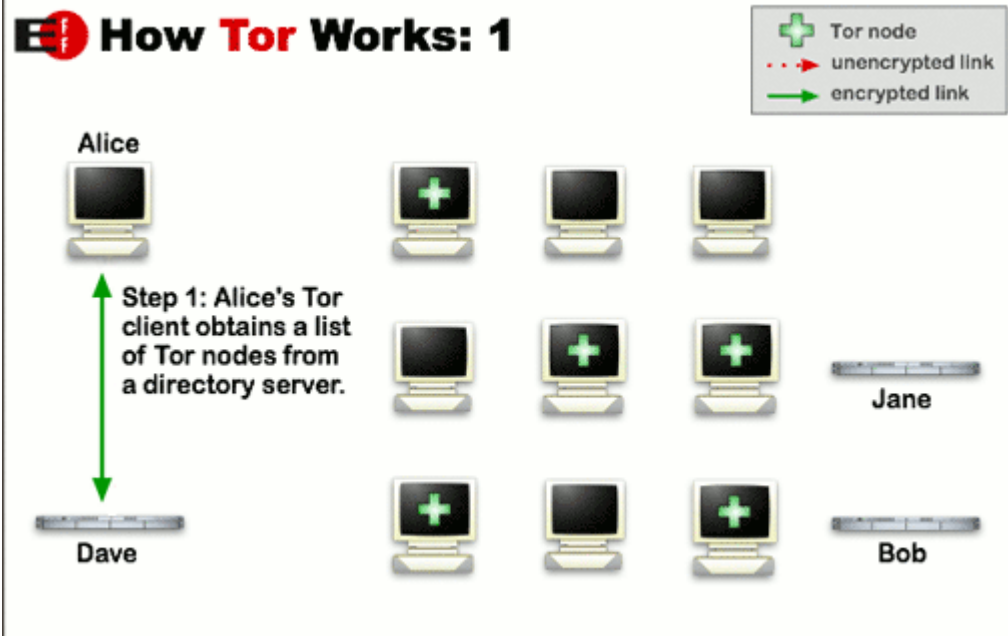 EFF How Tor Works: 1
Tor node
unencrypted link
encrypted link
Alice
Step 1: Alice's Tor
client obtains a list
of Tor nodes from
a directory server.
Jane
Dave
Bob